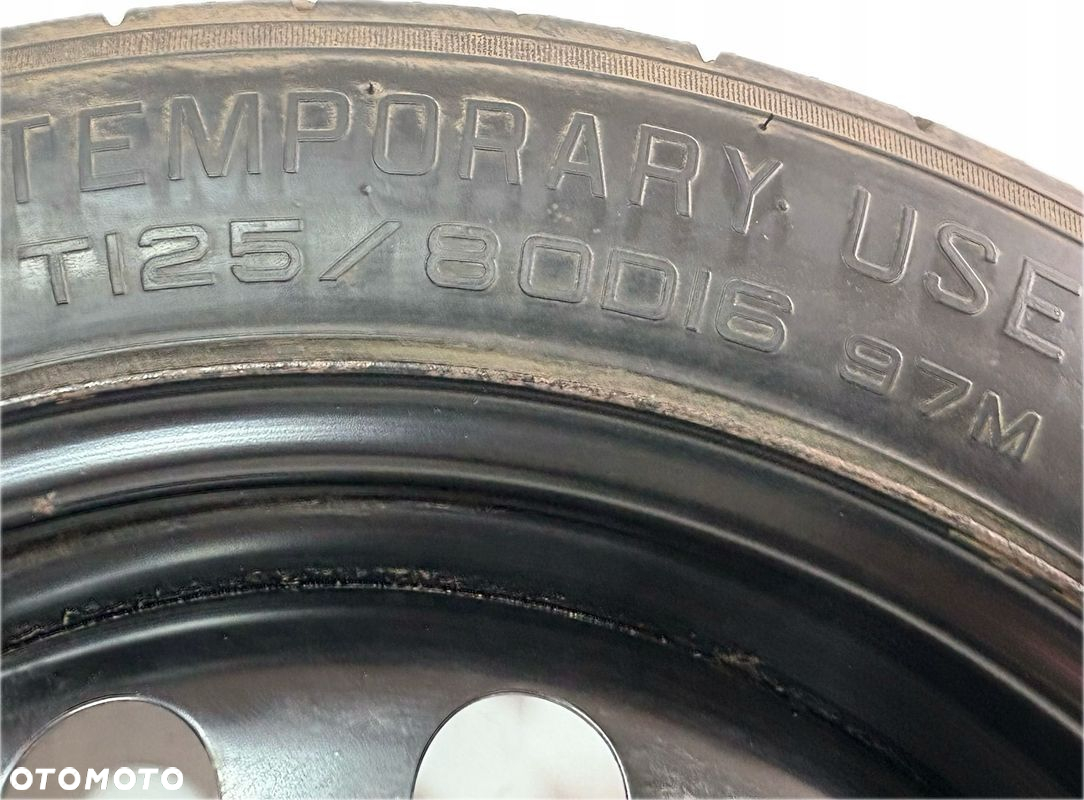 TEMPORARY USE
T125/80D16 97M
OTOMOTO